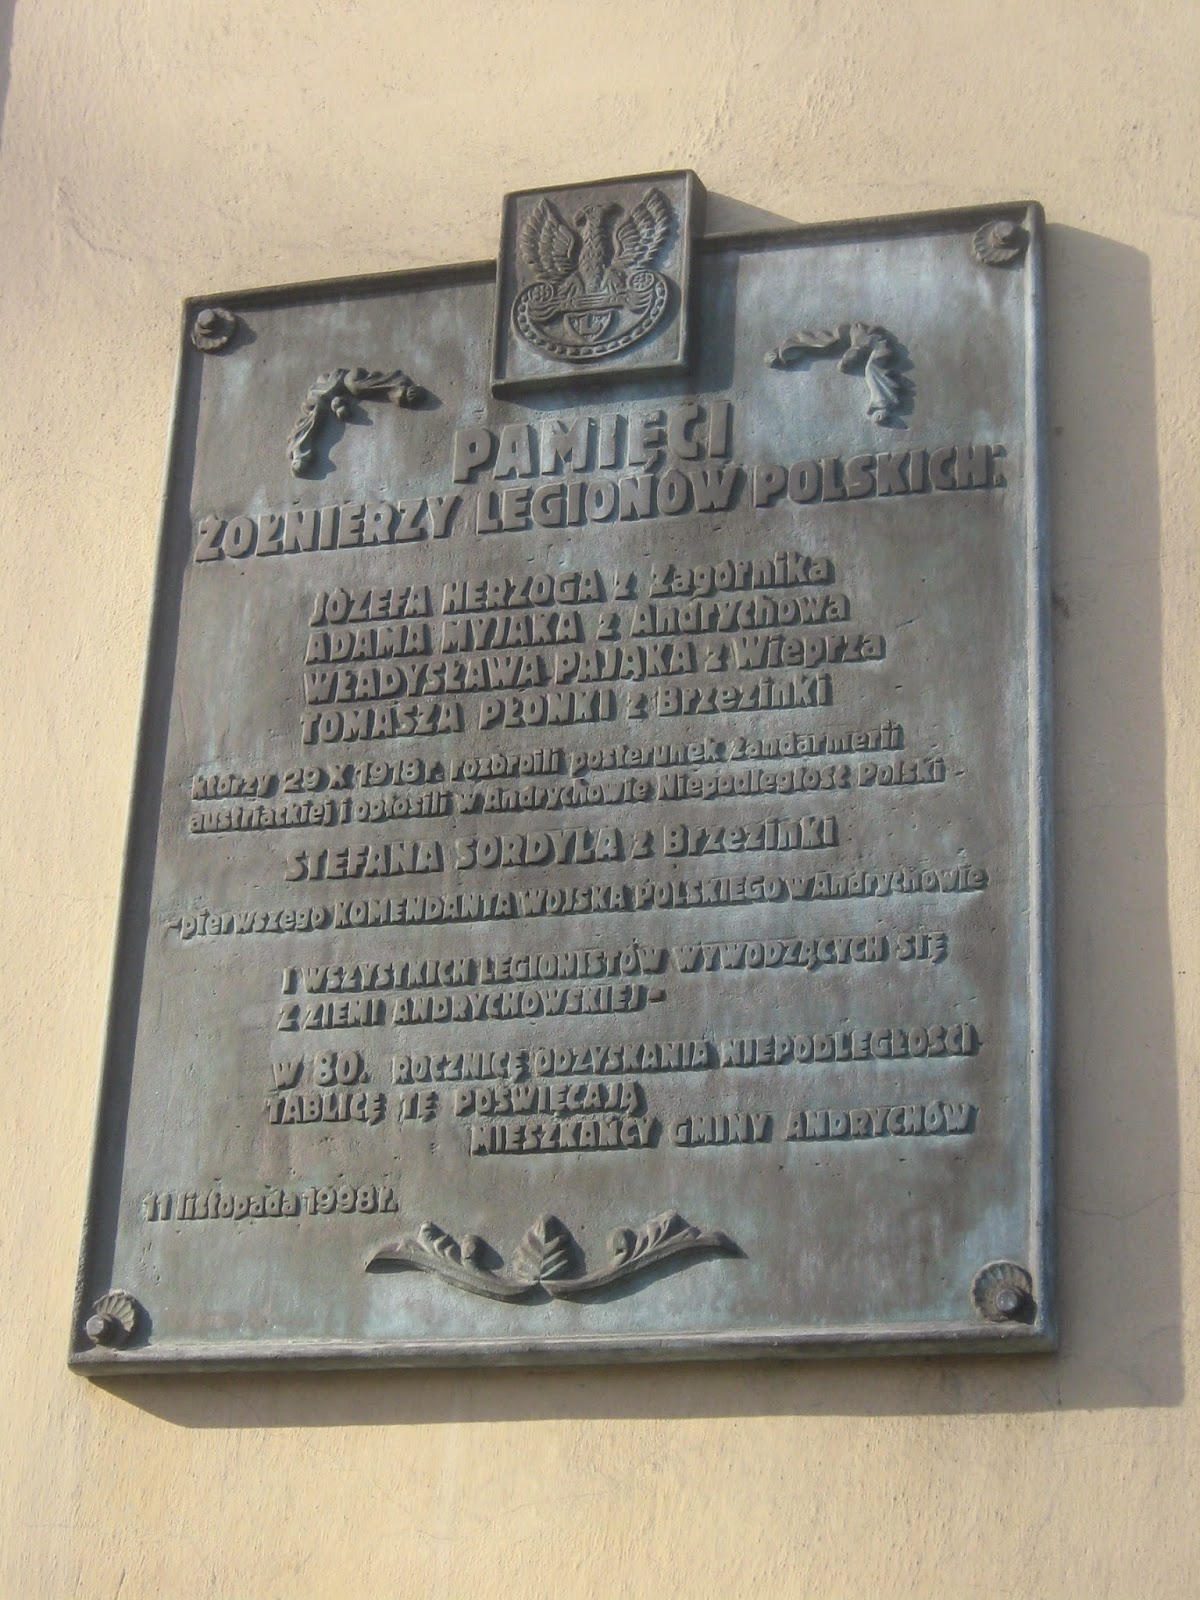 PAMIĘCI
ŻOŁNIERZY LEGIONÓW POLSKICH:
JÓZEFA HERZOGA z Zagórnika
ADAMA MYJAKA z Andrychowa
WŁADYSŁAWA PAJĄKA z Wieprza
TOMASZA PŁONKI z Brzezinki
którzy 29 X 1918 r. rozbroili posterunek żandarmerii
austriackiej i ogłosili w Andrychowie Niepodległość Polski -
STEFANA SORDYLA z Brzezinki
-pierwszego KOMENDANTA WOJSKA POLSKIEGO w Andrychowie
I WSZYSTKICH LEGIONISTÓW WYWODZĄCYCH SIĘ
Z ZIEMI ANDRYCHOWSKIEJ-
W 80. ROCZNICĘ ODZYSKANIA NIEPODLEGŁOŚCI
TABLICĘ TĘ POŚWIĘCAJĄ
MIESZKAŃCY GMINY ANDRYCHÓW
11 listopada 1998 r.